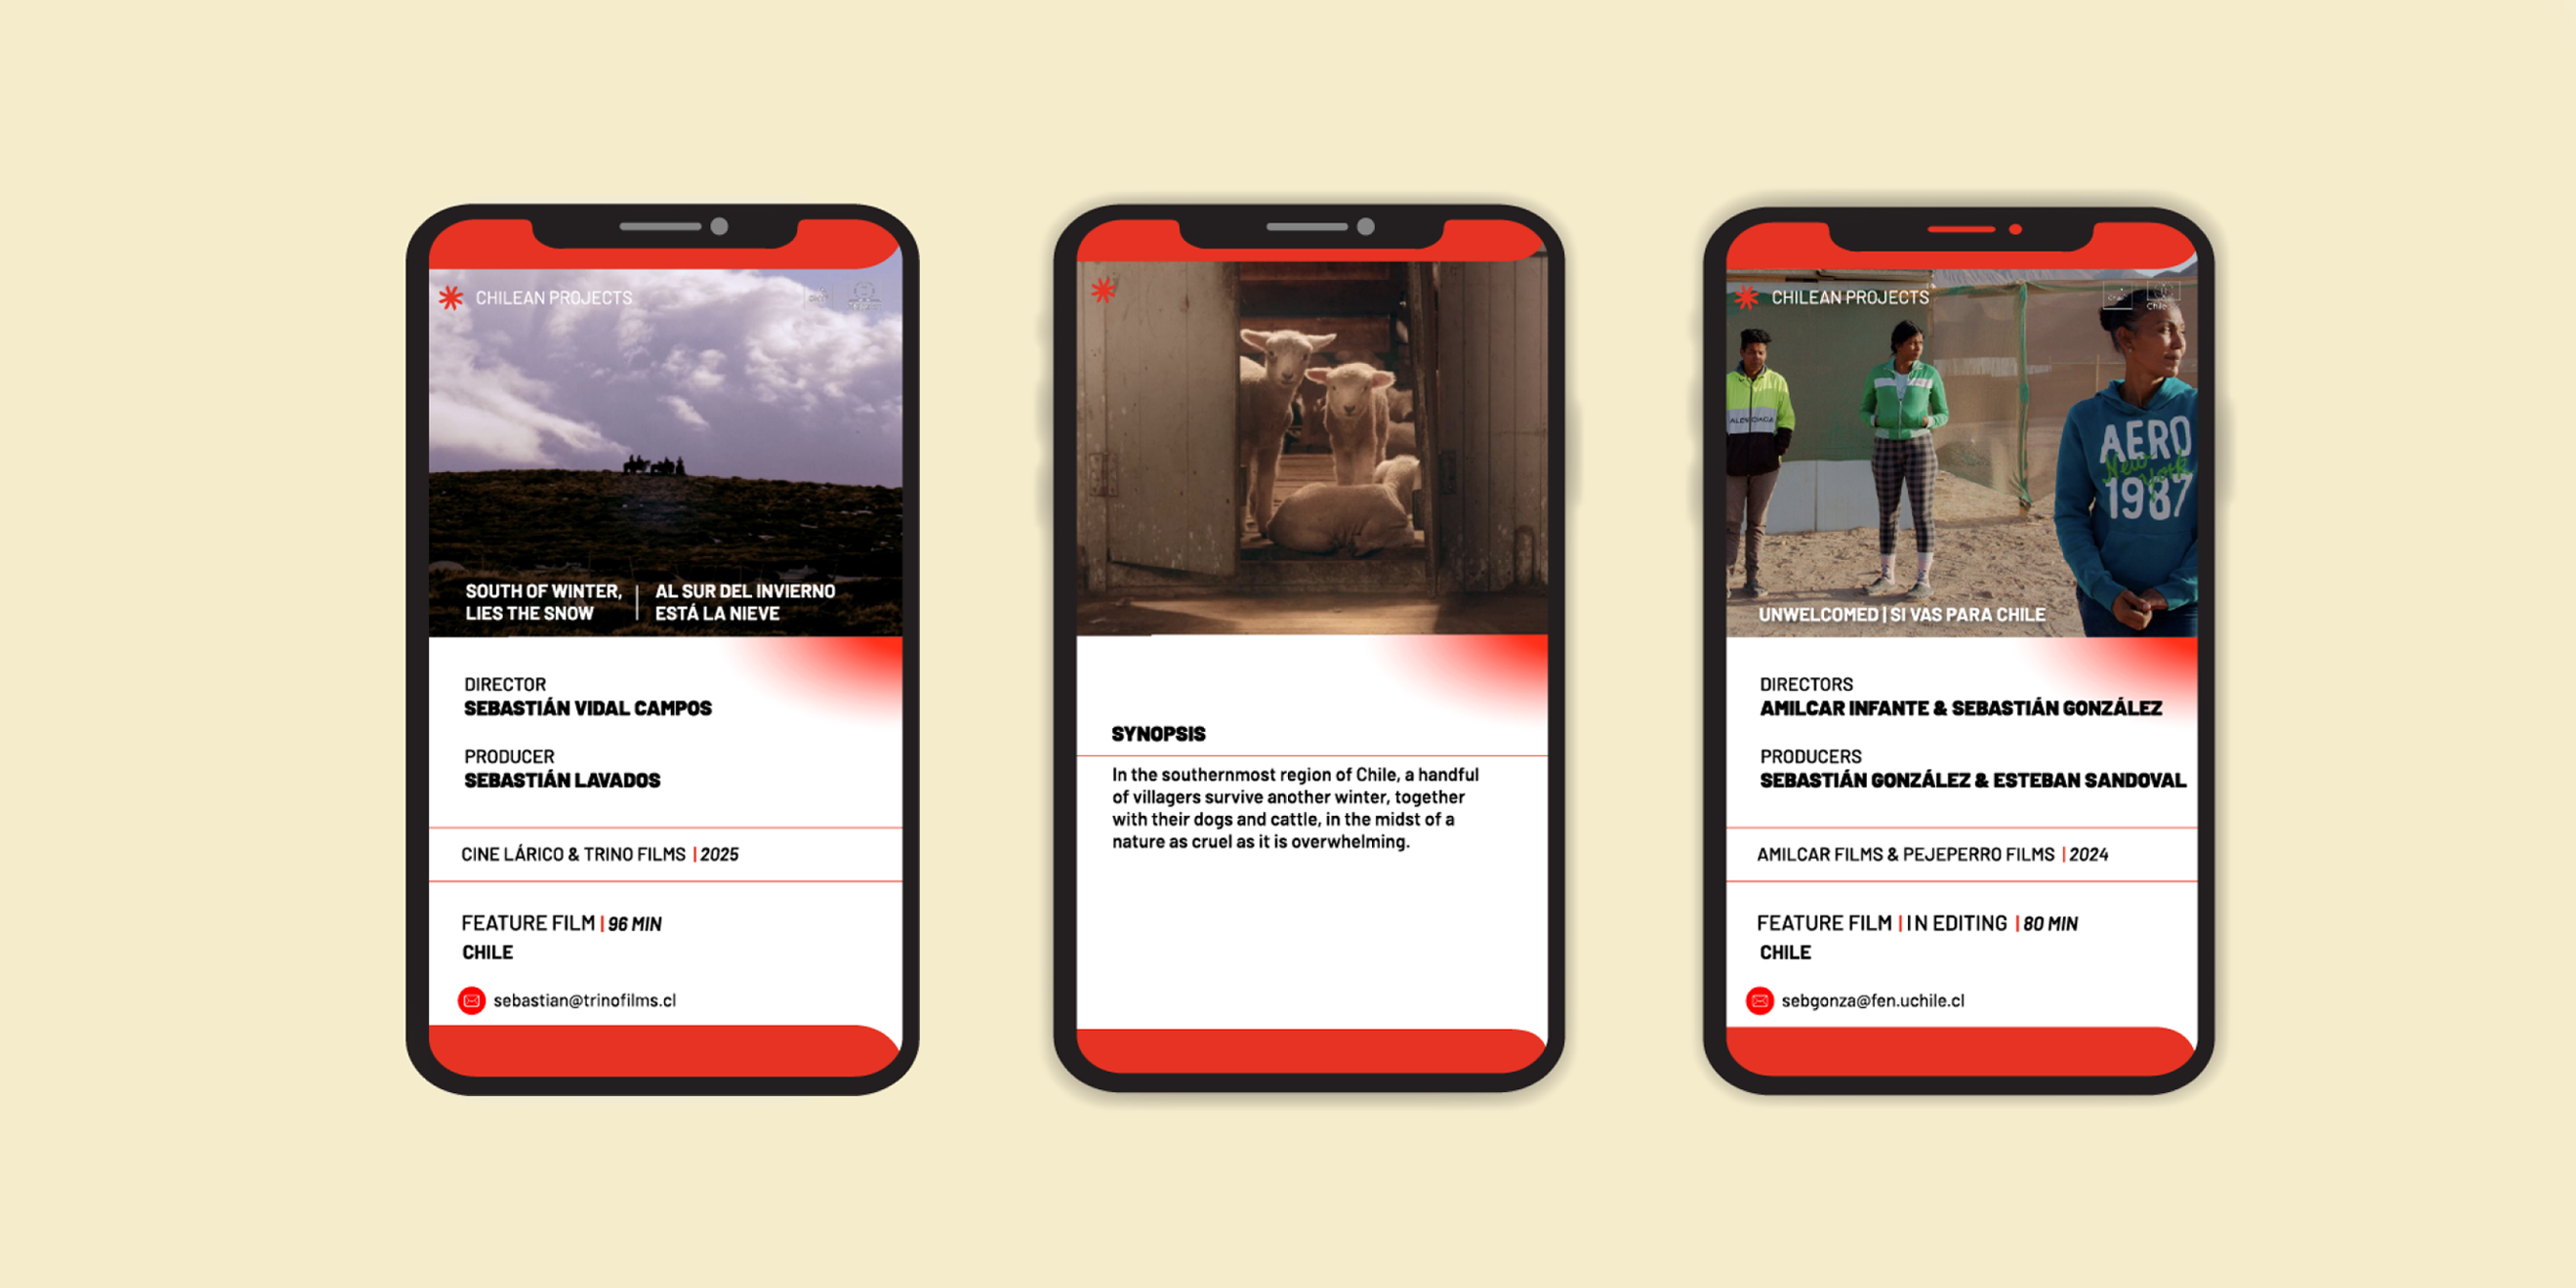 CHILEAN PROJECTS
SOUTH OF WINTER,
LIES THE SNOW
AL SUR DEL INVIERNO
ESTÁ LA NIEVE
DIRECTOR
SEBASTIÁN VIDAL CAMPOS
PRODUCER
SEBASTIÁN LAVADOS
CINE LÁRICO & TRINO FILMS | 2025
FEATURE FILM | 96 MIN
CHILE
sebastian@trinofilms.cl
SYNOPSIS
In the southernmost region of Chile, a handful
of villagers survive another winter, together
with their dogs and cattle, in the midst of a
nature as cruel as it is overwhelming.
CHILEAN PROJECTS
Chile
AERO
New York
1987
UNWELCOMED | SI VAS PARA CHILE
DIRECTORS
AMILCAR INFANTE & SEBASTIÁN GONZÁLEZ
PRODUCERS
SEBASTIÁN GONZÁLEZ & ESTEBAN SANDOVAL
AMILCAR FILMS & PEJEPERRO FILMS | 2024
FEATURE FILM | IN EDITING | 80 MIN
CHILE
sebgonza@fen.uchile.cl